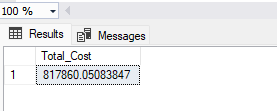 100 %
Results Messages
Total_Cost
1 817860.05083847